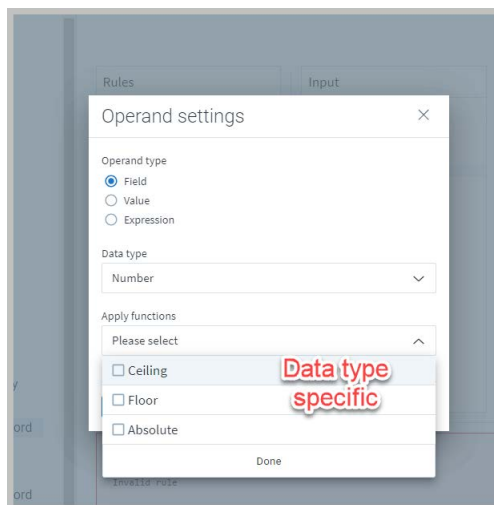 Rules
Input
Operand settings
Operand type
Field
Value
Expression
Data type
Number
Apply functions
Please select
Ceiling
Data type
specific
Floor
Absolute
Done
y
ord
Invalid rule
ord